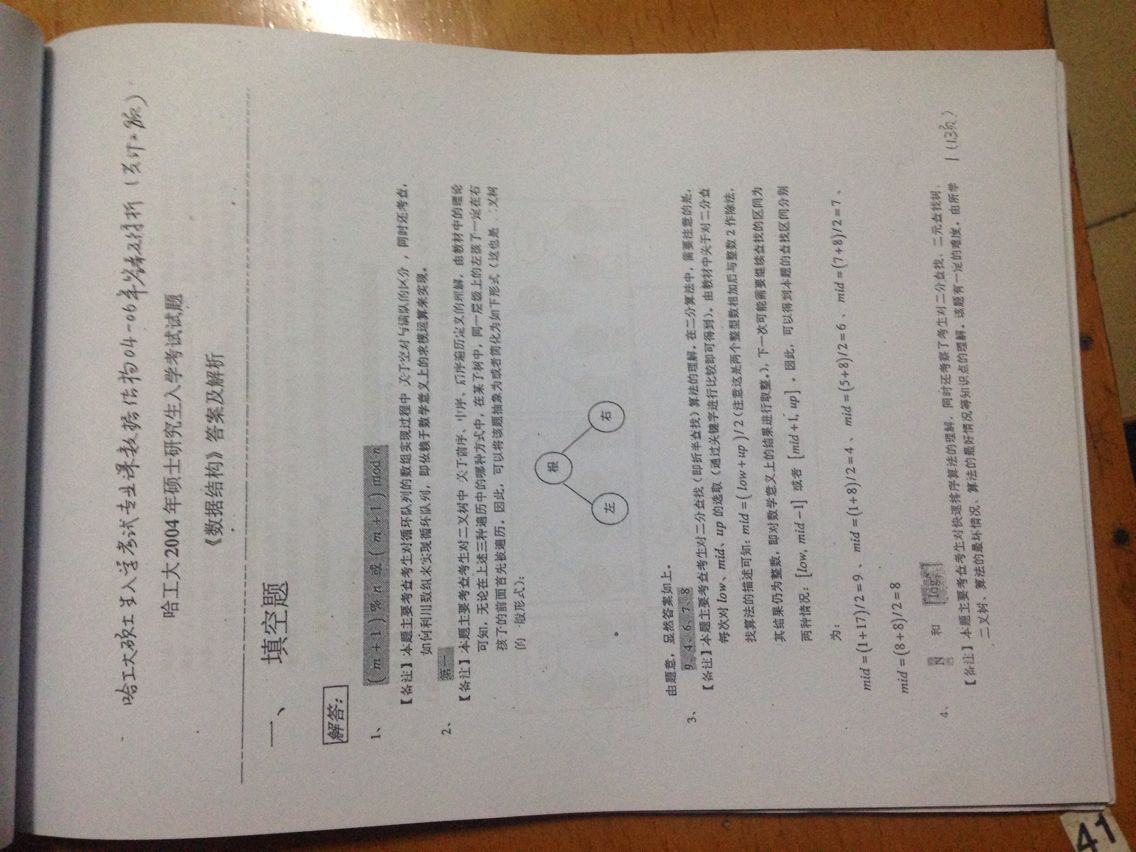 哈工大硕士生入学考试专业课数据结构04-06年答案及解析(共计=2份)
哈工大2004年硕士研究生入学考试试题
《数据结构》答案及解析
一、 填空题
解答:
1、 (m+1)%n 或 (m+1) mod n
【备注】本题主要考查考生对循环队列的数组实现过程中关于空对与满队的区分,同时还考查,
如何利用数组来实现循环队列,即依赖于数学意义上的求模运算来实现。
2、 第一
【备注】本题主要考查考生对二叉树中关于前序、中序、后序遍历定义的理解,由教材中的理论
可知,无论在上述三种遍历中的哪种方式中,在某子树中,同一层级上的左孩子一定在右
孩子的前面首先被遍历。因此,可以将该题抽象为或者简化为如下形式(这也是二叉树
的一般形式):
根
左 右
由题意,显然答案如上。
3、 9、4、6、7、8
【备注】本题主要考查考生对二分查找(即折半查找)算法的理解,在二分算法中,需要注意的是,
每次对 low、mid、up 的选取(通过关键字进行比较即可得到)。由教材中关于对二分查
找算法的描述可知:mid=(low+up)/2(注意这是两个整型数相加后与整数2作除法,
其结果仍为整数,即对数学意义上的结果进行取整。),下一次可能需要继续查找的区间为
两种情况:[low, mid-1] 或者 [mid+1, up]。因此,可以得到本题的查找区间分别
为:
mid=(1+17)/2=9、mid=(1+8)/2=4、mid=(5+8)/2=6、mid=(7+8)/2=7、
mid=(8+8)/2=8
4、 N 和
【备注】本题主要考查考生对快速排序算法的理解,同时还考察了考生对二分查找、二元查找树、
二叉树、算法的最坏情况、算法的最好情况等知识点的理解。该题有一定的难度。由所学
1(13页)
41